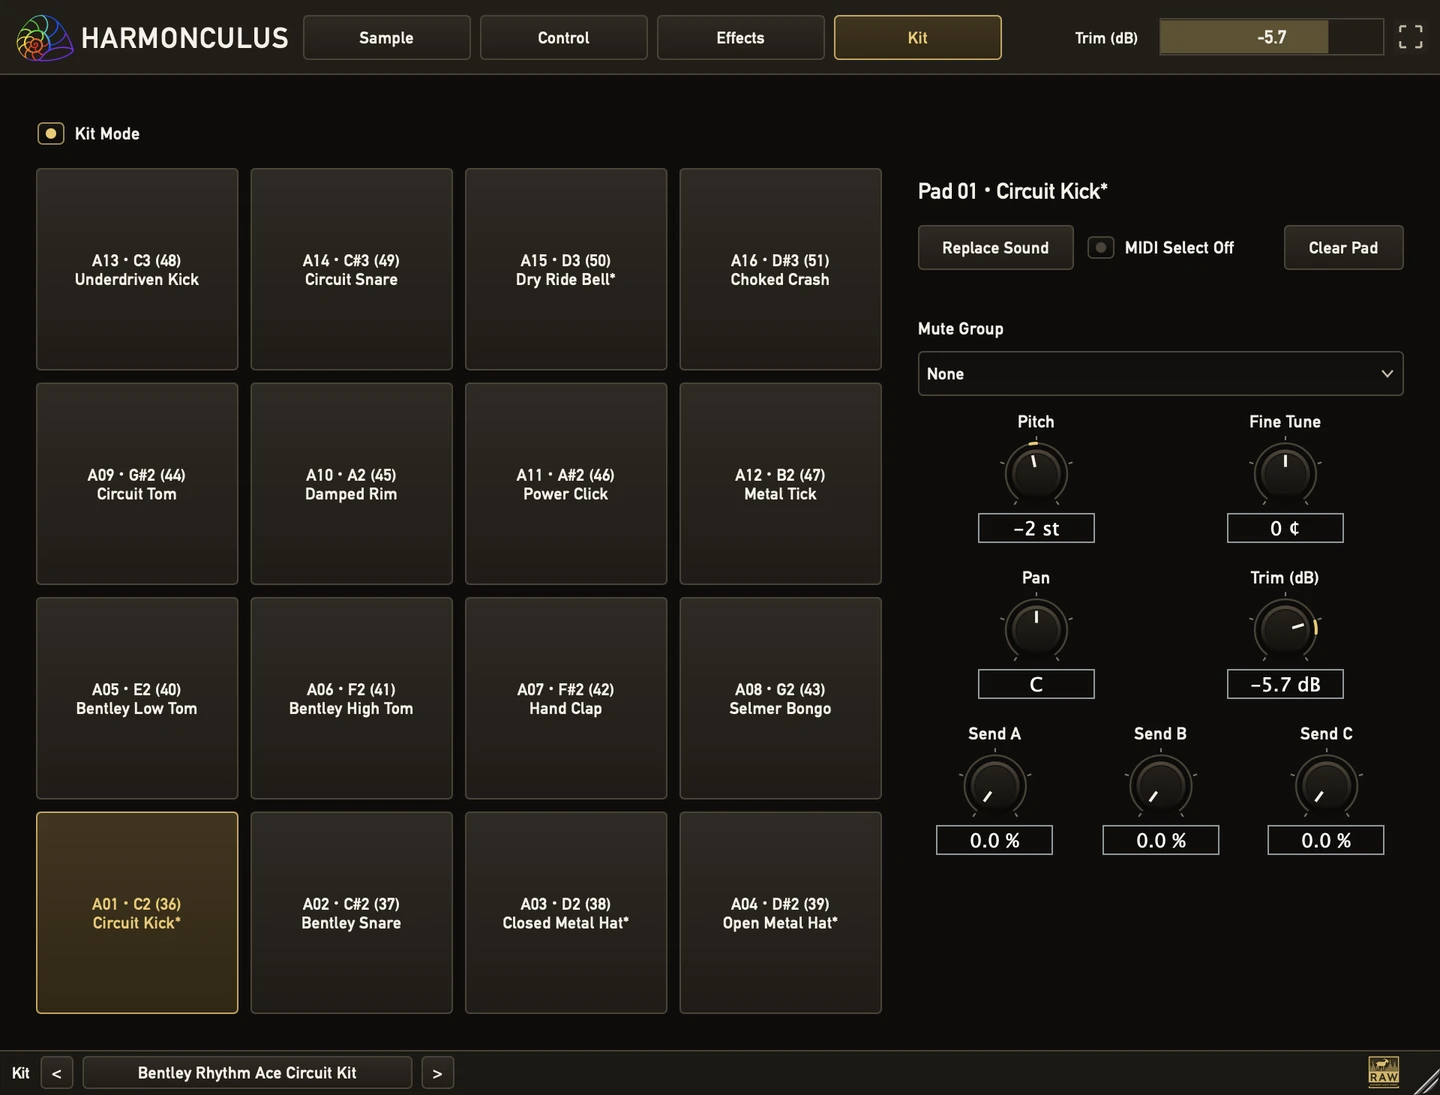 HARMONCULUS
Sample
Control
Effects
Kit
Trim (dB)
-5.7
Kit Mode
A13 • C3 (48)
Underdriven Kick
A14 • C#3 (49)
Circuit Snare
A15 • D3 (50)
Dry Ride Bell*
A16 • D#3 (51)
Choked Crash
A09 • G#2 (44)
Circuit Tom
A10 • A2 (45)
Damped Rim
A11 • A#2 (46)
Power Click
A12 • B2 (47)
Metal Tick
A05 • E2 (40)
Bentley Low Tom
A06 • F2 (41)
Bentley High Tom
A07 • F#2 (42)
Hand Clap
A08 • G2 (43)
Selmer Bongo
A01 • C2 (36)
Circuit Kick*
A02 • C#2 (37)
Bentley Snare
A03 • D2 (38)
Closed Metal Hat*
A04 • D#2 (39)
Open Metal Hat*
Pad 01 • Circuit Kick*
Replace Sound
MIDI Select Off
Clear Pad
Mute Group
None
Pitch
Fine Tune
−2 st
0 ¢
Pan
Trim (dB)
C
−5.7 dB
Send A
Send B
Send C
0.0 %
0.0 %
0.0 %
Kit
<
Bentley Rhythm Ace Circuit Kit
>
RAW